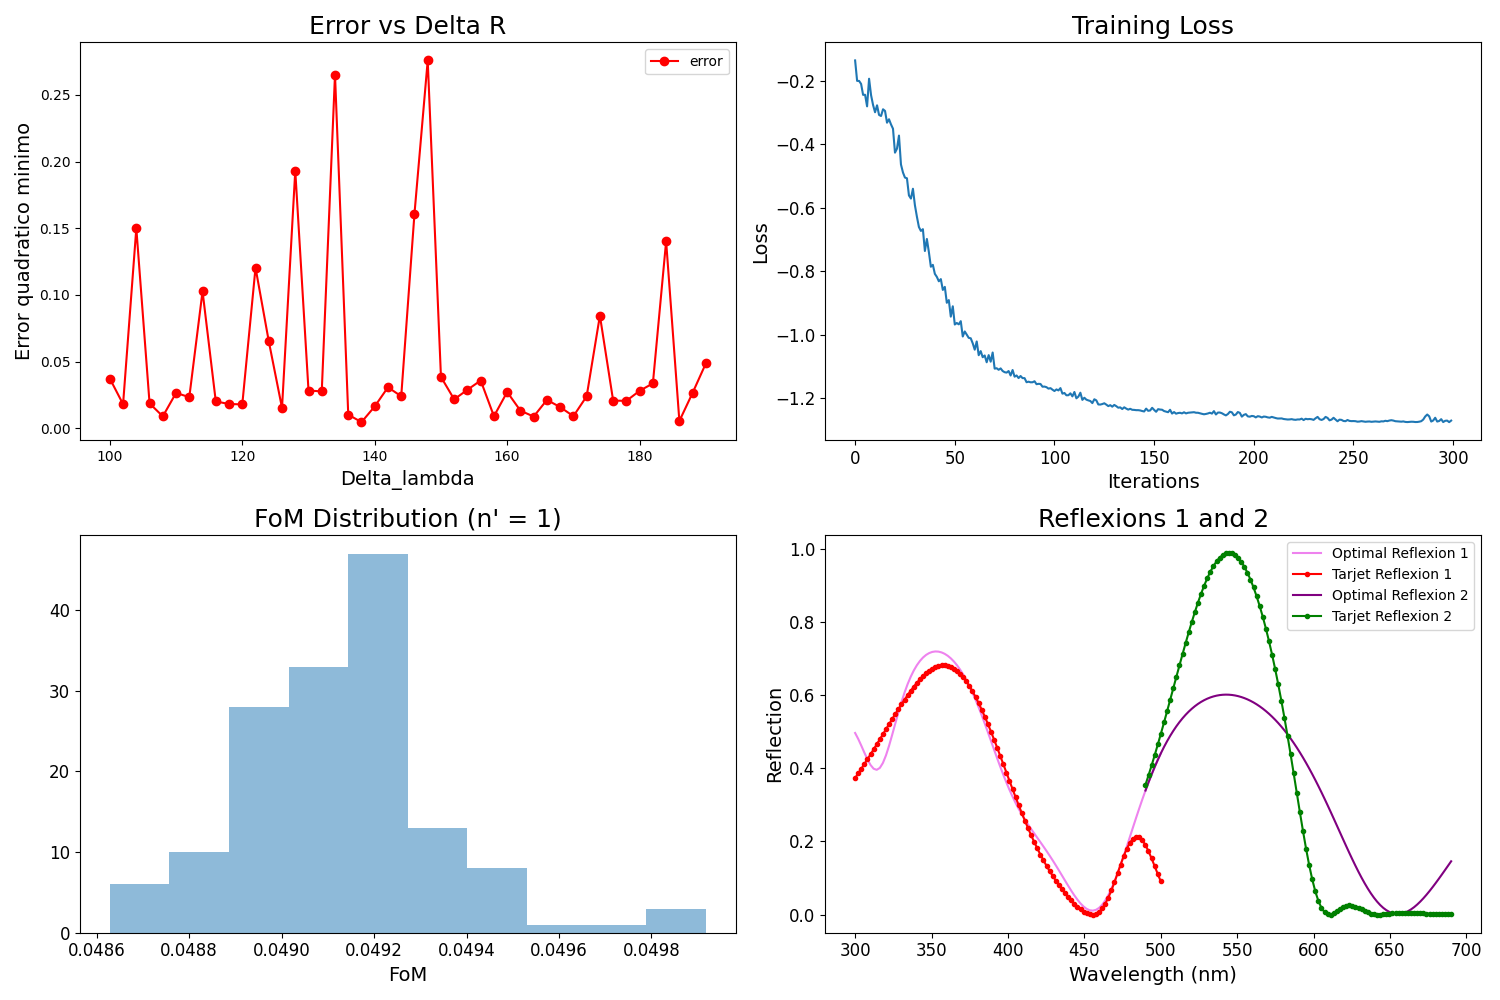 Error vs Delta R
error
Error quadratico minimo
0.25
0.20
0.15
0.10
0.05
0.00
100 120 140 160 180
Delta_lambda
Training Loss
Loss
−0.2
−0.4
−0.6
−0.8
−1.0
−1.2
0 50 100 150 200 250 300
Iterations
FoM Distribution (n' = 1)
40
30
20
10
0
0.0486 0.0488 0.0490 0.0492 0.0494 0.0496 0.0498
FoM
Reflexions 1 and 2
Optimal Reflexion 1
Tarjet Reflexion 1
Optimal Reflexion 2
Tarjet Reflexion 2
Reflection
1.0
0.8
0.6
0.4
0.2
0.0
300 350 400 450 500 550 600 650 700
Wavelength (nm)